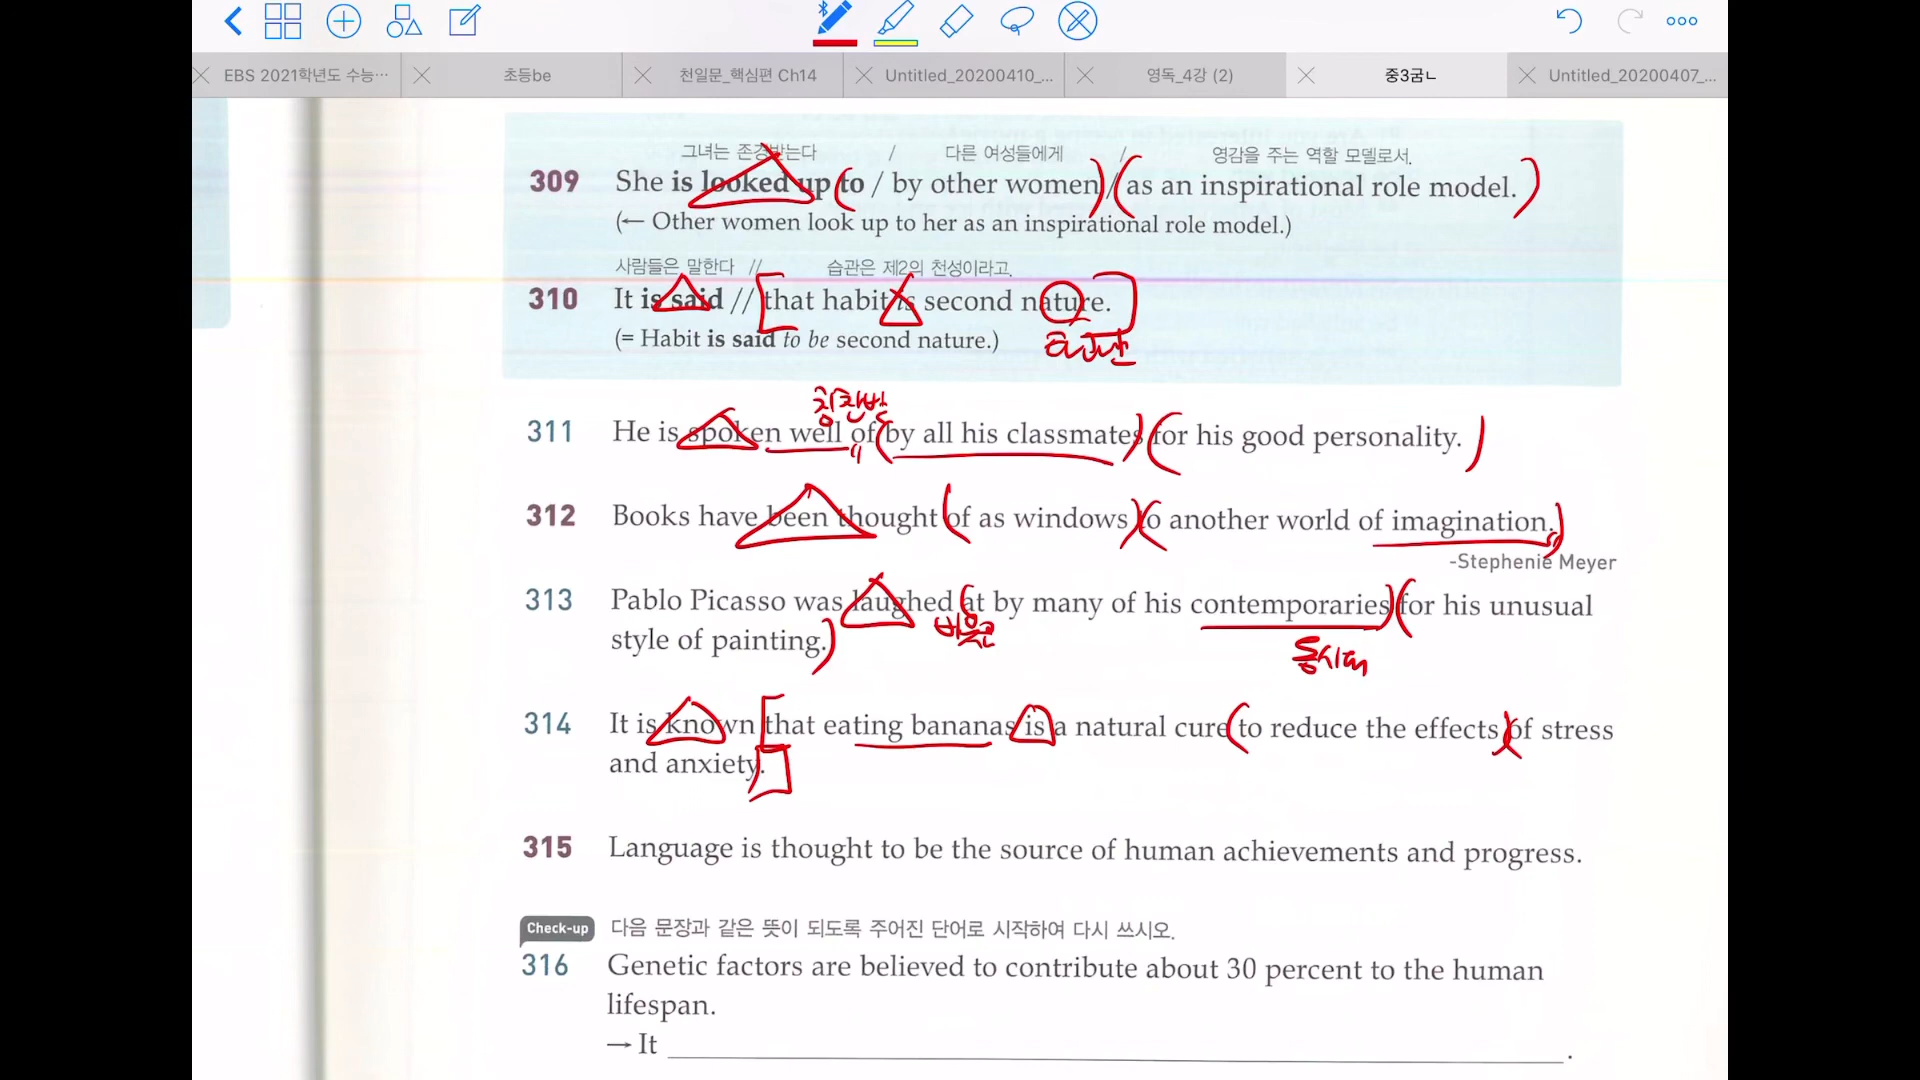 EBS 2021학년도 수능···
초등be
천일문_핵심편 Ch14
Untitled_20200410_...
영독_4강 (2)
중3굼ㄴ
Untitled_20200407_...
그녀는 존경받는다 / 다른 여성들에게 / 영감을 주는 역할 모델로서.
309 She is looked up to / by other women / as an inspirational role model.
(← Other women look up to her as an inspirational role model.)
사람들은 말한다 // 습관은 제2의 천성이라고.
310 It is said // that habit is second nature.
(= Habit is said to be second nature.)
칭찬받
311 He is spoken well of by all his classmates for his good personality.
312 Books have been thought of as windows to another world of imagination.
-Stephenie Meyer
313 Pablo Picasso was laughed at by many of his contemporaries for his unusual
style of painting.
비웃
동시대
314 It is known that eating bananas is a natural cure to reduce the effects of stress
and anxiety.
315 Language is thought to be the source of human achievements and progress.
Check-up 다음 문장과 같은 뜻이 되도록 주어진 단어로 시작하여 다시 쓰시오.
316 Genetic factors are believed to contribute about 30 percent to the human
lifespan.
→ It .